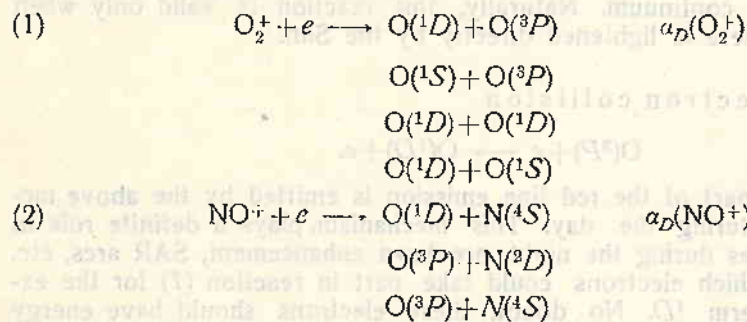 (1) O₂⁺ + e ⟶ O(¹D) + O(³P) α_D(O₂⁺)
O(¹S) + O(³P)
O(¹D) + O(¹D)
O(¹D) + O(¹S)
(2) NO⁺ + e ⟶ O(¹D) + N(⁴S) α_D(NO⁺)
O(³P) + N(²D)
O(³P) + N(⁴S)